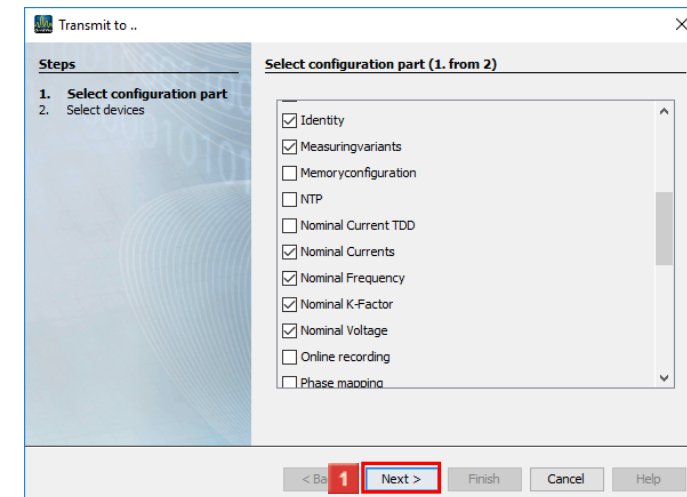 Transmit to ..
Steps
1. Select configuration part
2. Select devices
Select configuration part (1. from 2)
Identity
Measuringvariants
Memoryconfiguration
NTP
Nominal Current TDD
Nominal Currents
Nominal Frequency
Nominal K-Factor
Nominal Voltage
Online recording
Phase mapping
< Ba 1 Next > Finish Cancel Help